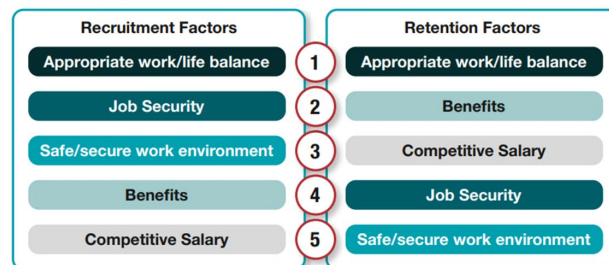 Recruitment Factors
Retention Factors
Appropriate work/life balance
1
Appropriate work/life balance
Job Security
2
Benefits
Safe/secure work environment
3
Competitive Salary
Benefits
4
Job Security
Competitive Salary
5
Safe/secure work environment